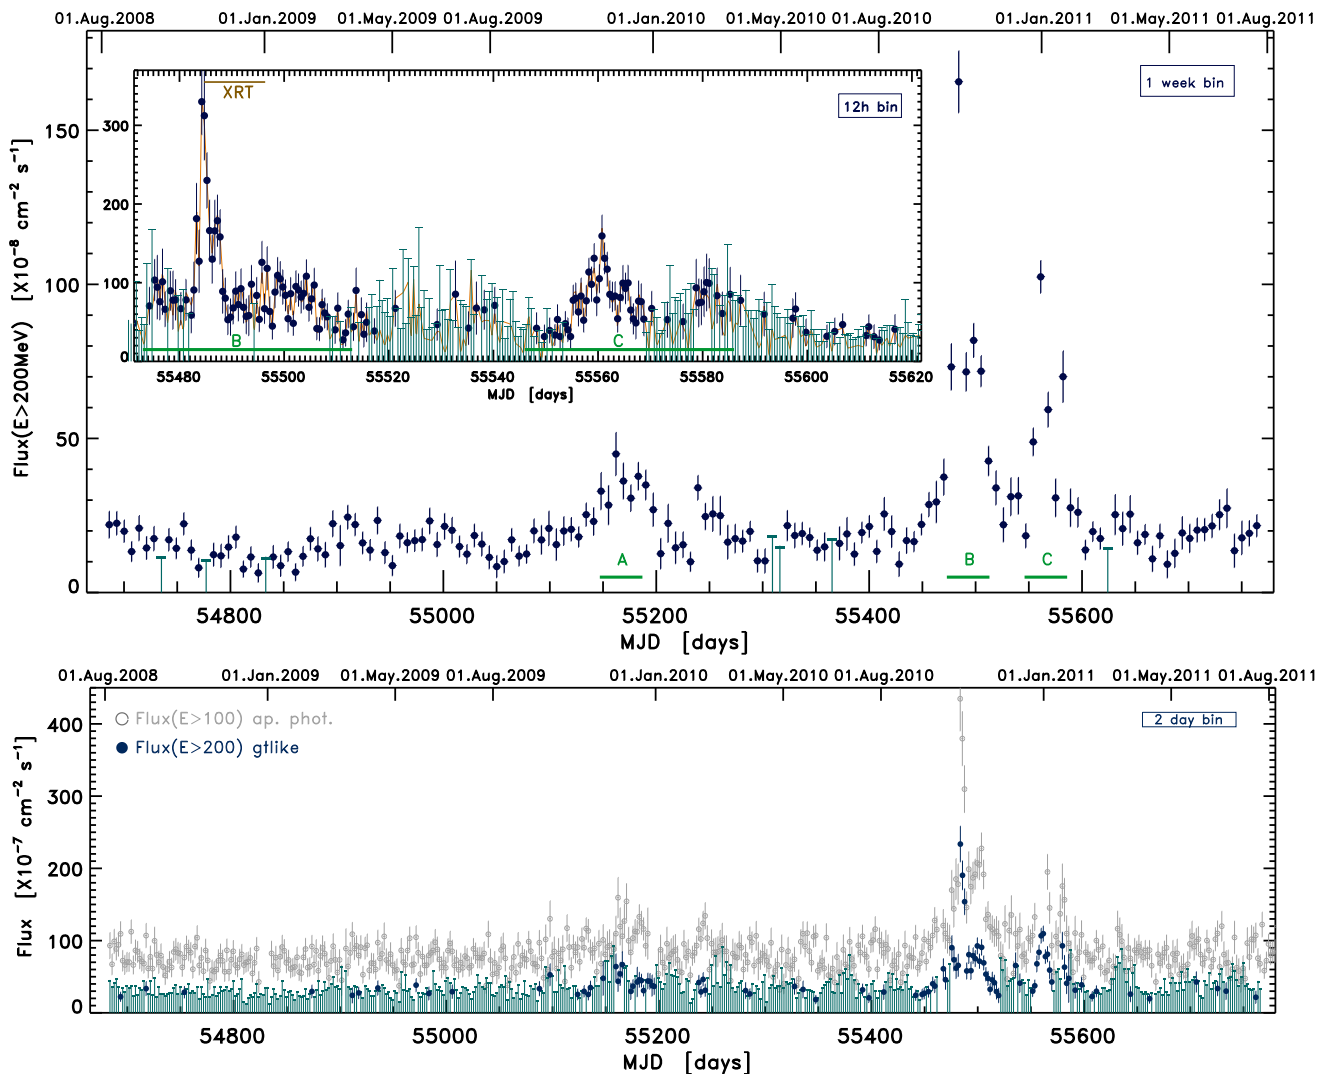 01.Aug.2008 01.Jan.2009 01.May.2009 01.Aug.2009 01.Jan.2010 01.May.2010 01.Aug.2010 01.Jan.2011 01.May.2011 01.Aug.2011
1 week bin
XRT
12h bin
300
200
100
0
B
C
55480 55500 55520 55540 55560 55580 55600 55620
MJD [days]
150
100
50
0
Flux(E>200MeV) [X10⁻⁸ cm⁻² s⁻¹]
A
B
C
54800 55000 55200 55400 55600
MJD [days]
01.Aug.2008 01.Jan.2009 01.May.2009 01.Aug.2009 01.Jan.2010 01.May.2010 01.Aug.2010 01.Jan.2011 01.May.2011 01.Aug.2011
Flux(E>100) ap. phot.
Flux(E>200) gtlike
2 day bin
400
300
200
100
0
Flux [X10⁻⁷ cm⁻² s⁻¹]
54800 55000 55200 55400 55600
MJD [days]